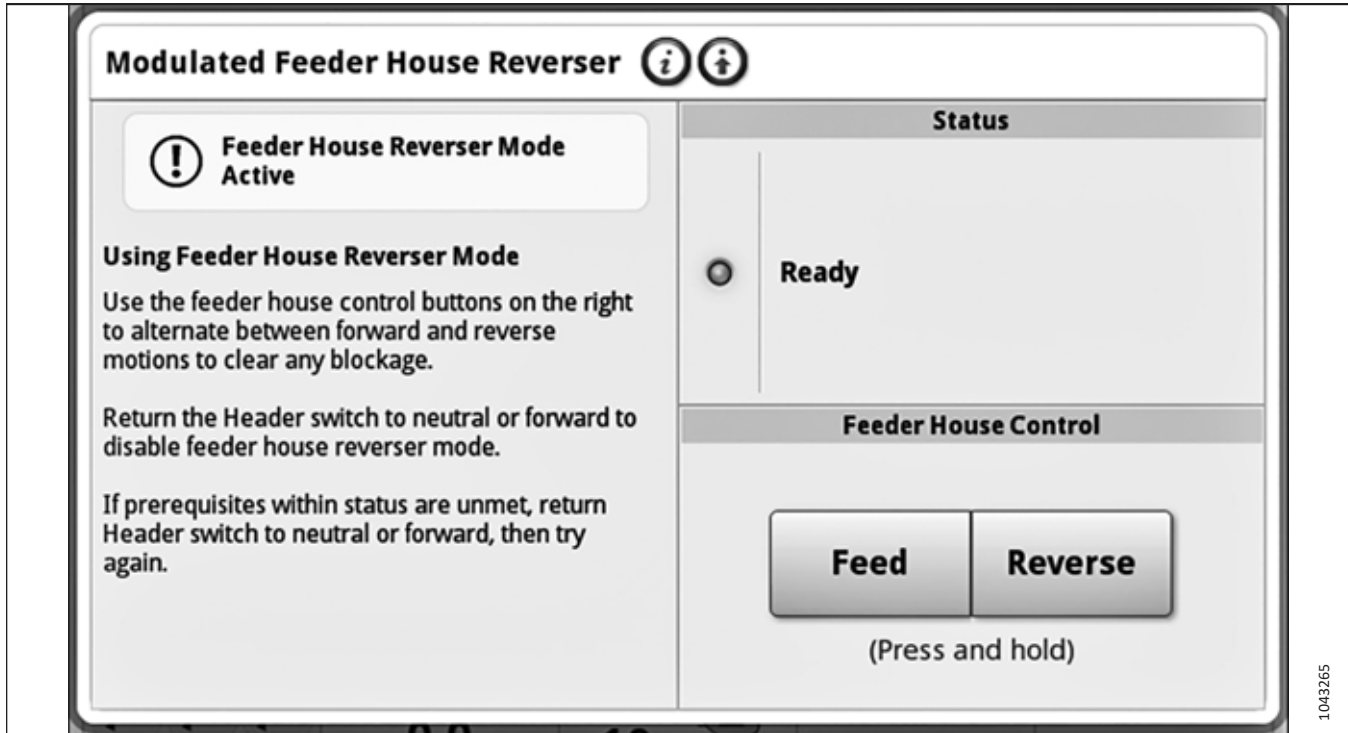 Modulated Feeder House Reverser
Feeder House Reverser Mode
Active
Using Feeder House Reverser Mode
Use the feeder house control buttons on the right
to alternate between forward and reverse
motions to clear any blockage.
Return the Header switch to neutral or forward to
disable feeder house reverser mode.
If prerequisites within status are unmet, return
Header switch to neutral or forward, then try
again.
Status
Ready
Feeder House Control
Feed
Reverse
(Press and hold)
1043265